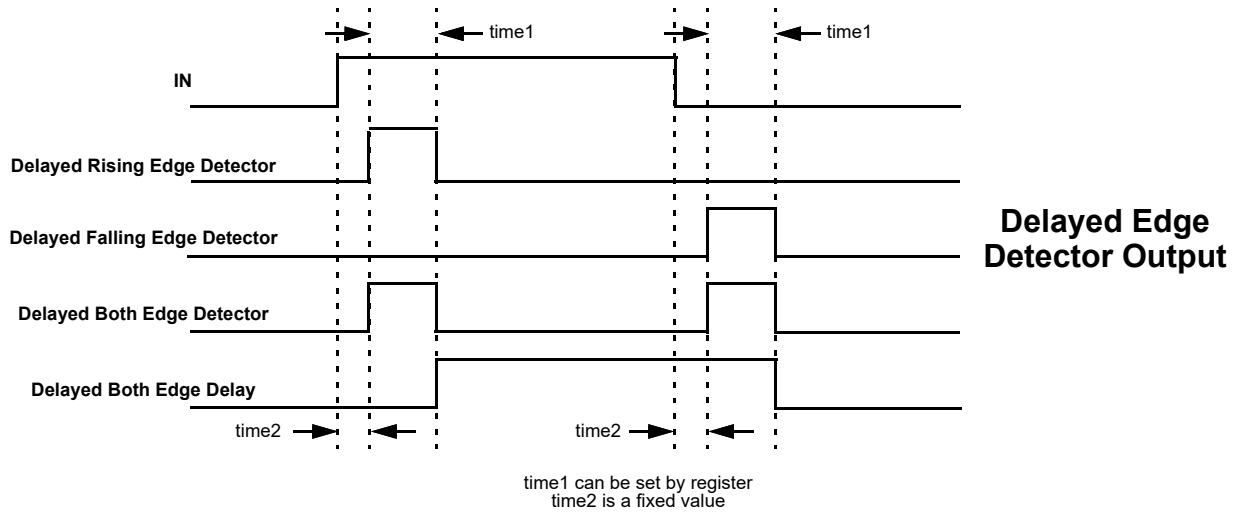 time1
time1
IN
Delayed Rising Edge Detector
Delayed Falling Edge Detector
Delayed Edge
Detector Output
Delayed Both Edge Detector
Delayed Both Edge Delay
time2
time2
time1 can be set by register
time2 is a fixed value